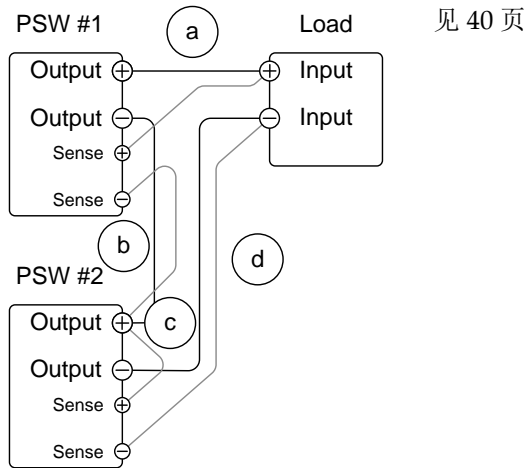 PSW #1
a
Load
见 40 页
Output
Input
Output
Input
Sense
Sense
b
d
PSW #2
Output
c
Output
Sense
Sense